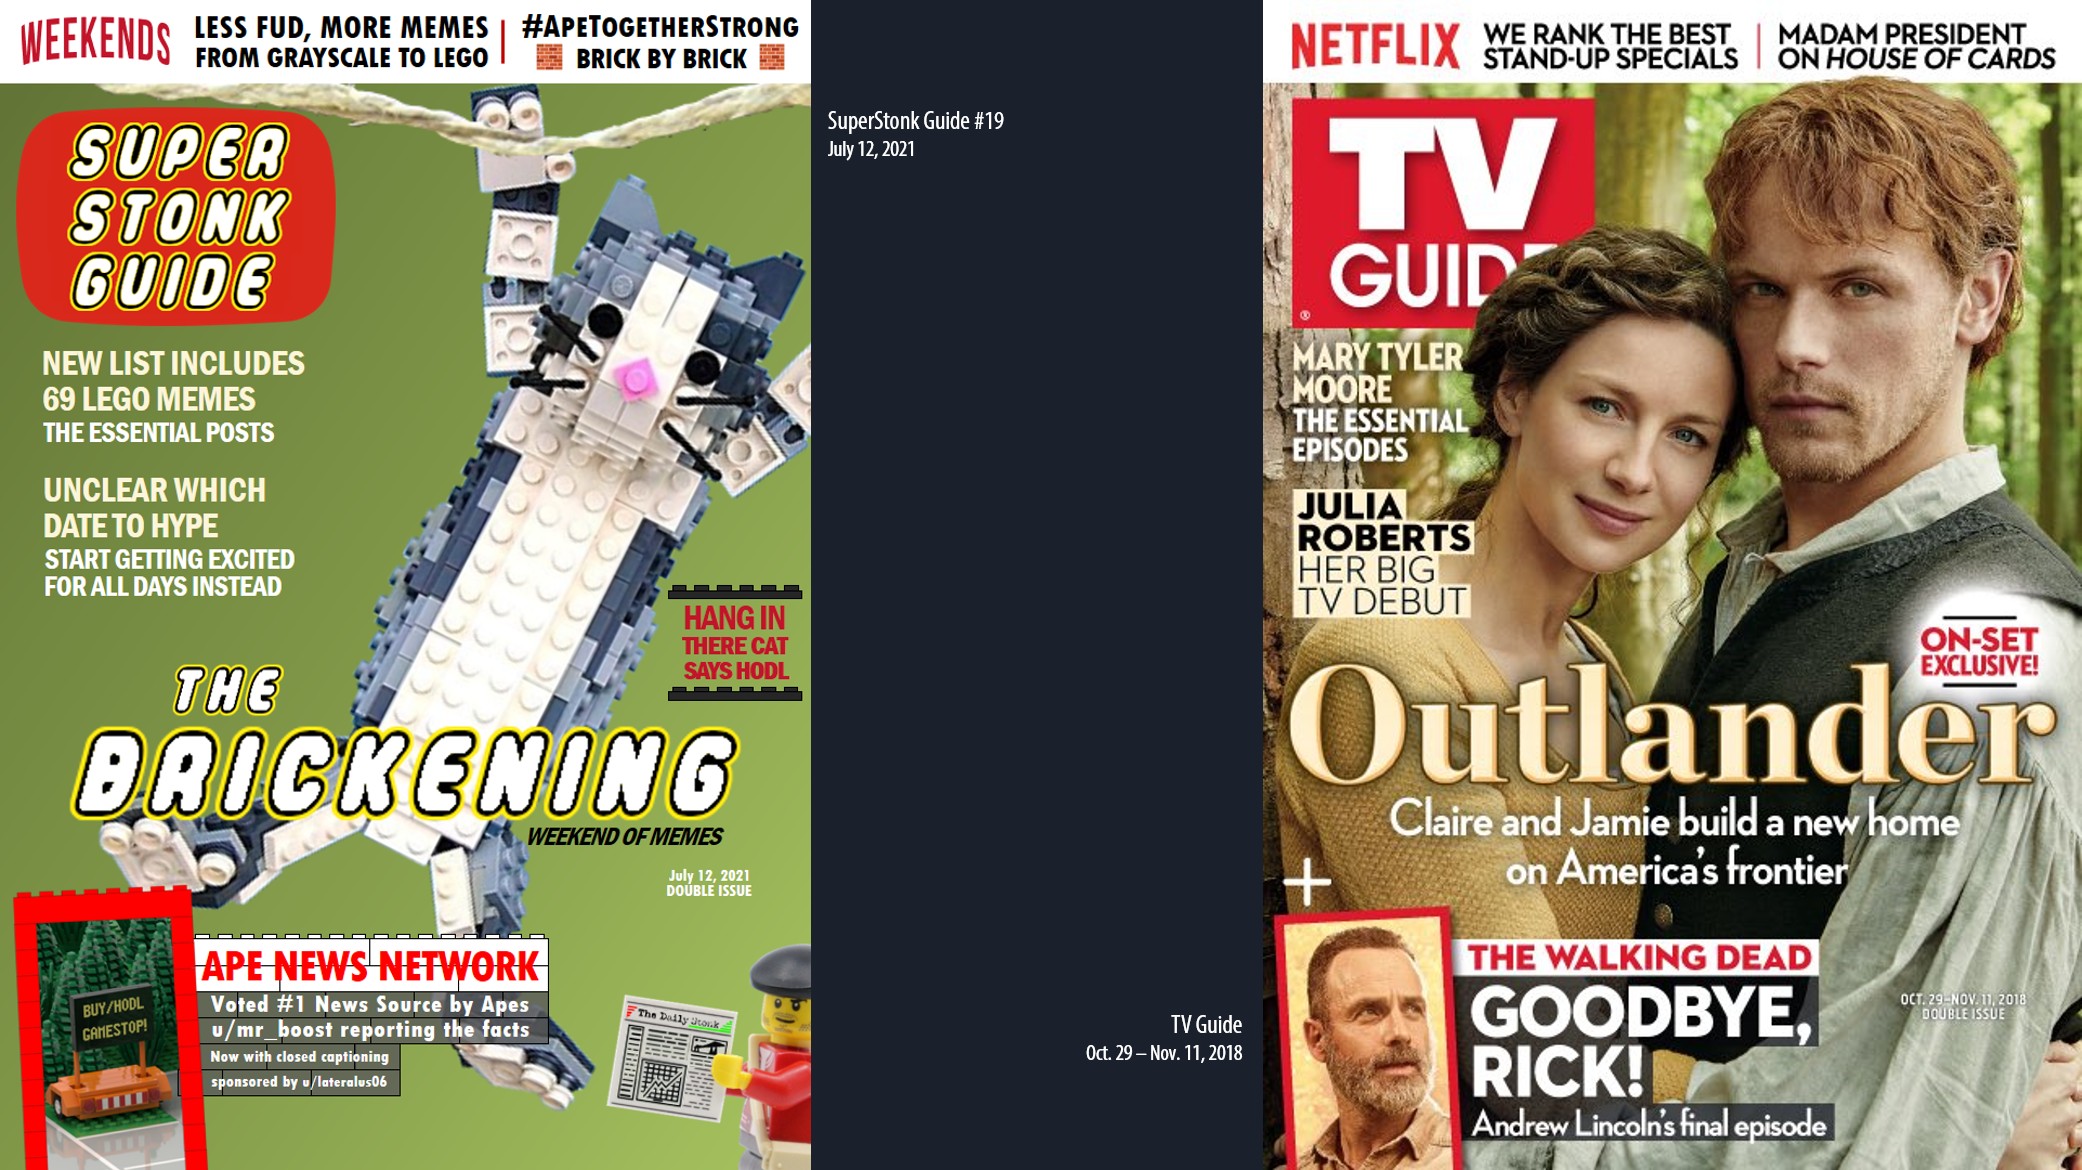 WEEKENDS
LESS FUD, MORE MEMES
FROM GRAYSCALE TO LEGO
#APETOGETHERSTRONG
BRICK BY BRICK
SUPER
STONK
GUIDE
NEW LIST INCLUDES
69 LEGO MEMES
THE ESSENTIAL POSTS
UNCLEAR WHICH
DATE TO HYPE
START GETTING EXCITED
FOR ALL DAYS INSTEAD
HANG IN
THERE CAT
SAYS HODL
THE
BRICKENING
WEEKEND OF MEMES
July 12, 2021
DOUBLE ISSUE
BUY/HODL
GAMESTOP!
APE NEWS NETWORK
Voted #1 News Source by Apes
u/mr_boost reporting the facts
Now with closed captioning
sponsored by u/lateralus06
The Daily Stonk
SuperStonk Guide #19
July 12, 2021
TV Guide
Oct. 29 – Nov. 11, 2018
NETFLIX
WE RANK THE BEST
STAND-UP SPECIALS
MADAM PRESIDENT
ON HOUSE OF CARDS
TV
GUIDE
®
MARY TYLER
MOORE
THE ESSENTIAL
EPISODES
JULIA
ROBERTS
HER BIG
TV DEBUT
ON-SET
EXCLUSIVE!
Outlander
Claire and Jamie build a new home
on America's frontier
+
OCT. 29–NOV. 11, 2018
DOUBLE ISSUE
THE WALKING DEAD
GOODBYE,
RICK!
Andrew Lincoln's final episode